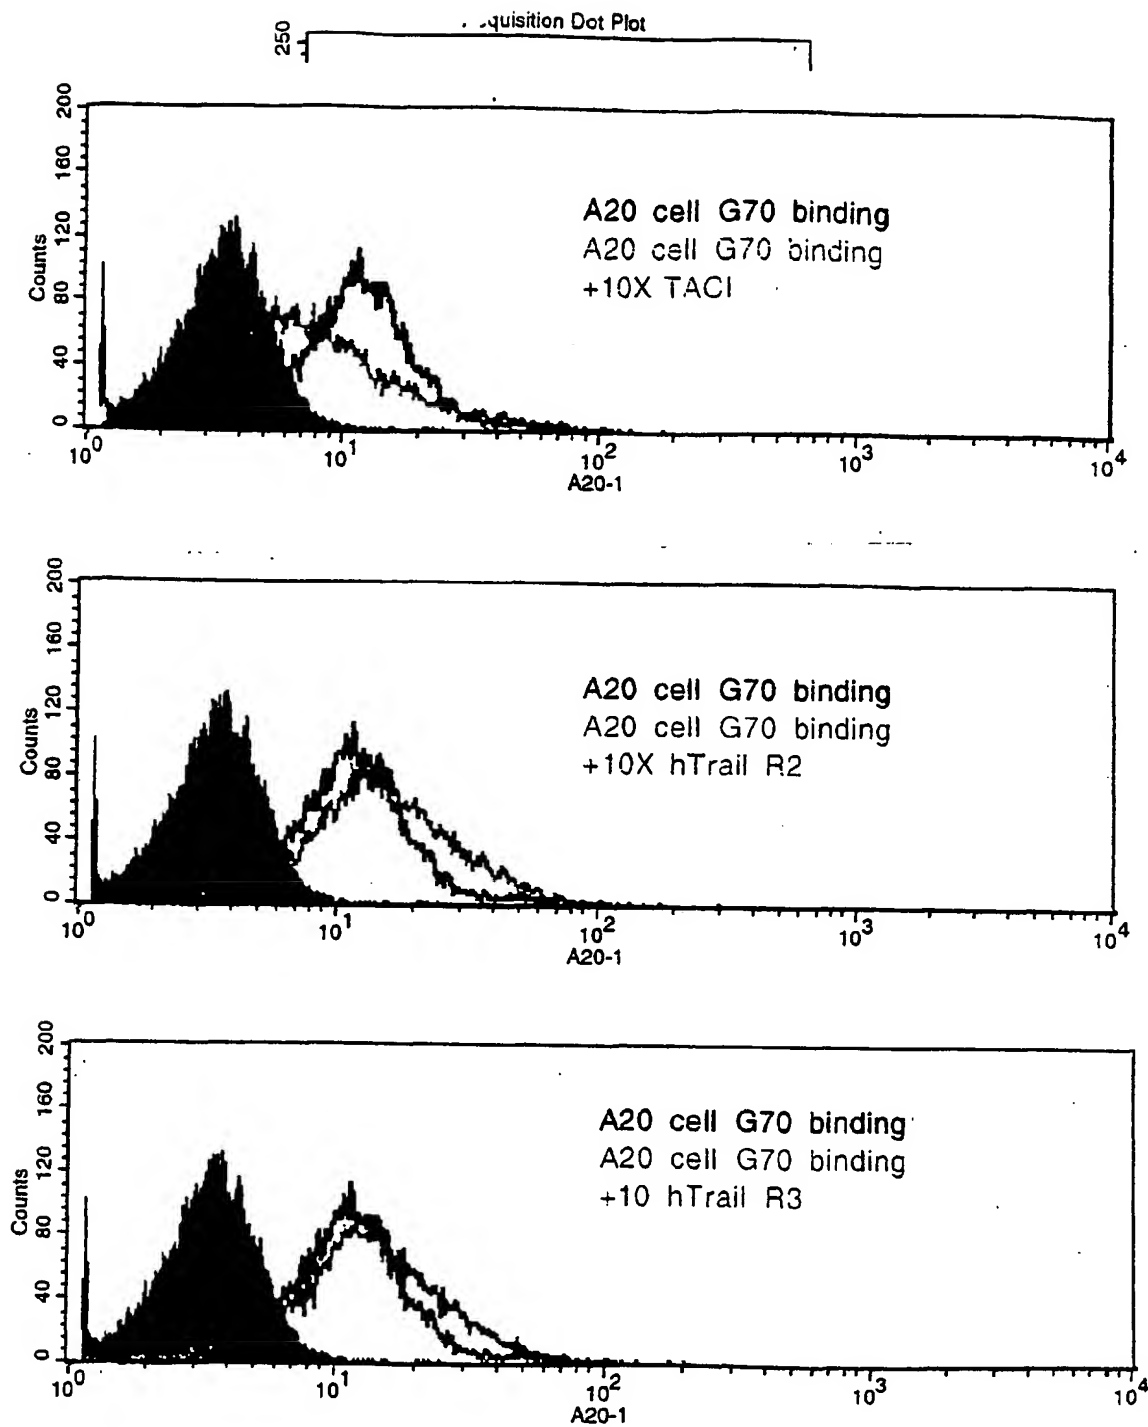 quisition Dot Plot
250
200
160
120
80
40
0
Counts
A20 cell G70 binding
A20 cell G70 binding
+10X TACI
10^0 10^1 10^2 10^3 10^4
A20-1
200
160
120
80
40
0
Counts
A20 cell G70 binding
A20 cell G70 binding
+10X hTrail R2
10^0 10^1 10^2 10^3 10^4
A20-1
200
160
120
80
40
0
Counts
A20 cell G70 binding
A20 cell G70 binding
+10 hTrail R3
10^0 10^1 10^2 10^3 10^4
A20-1